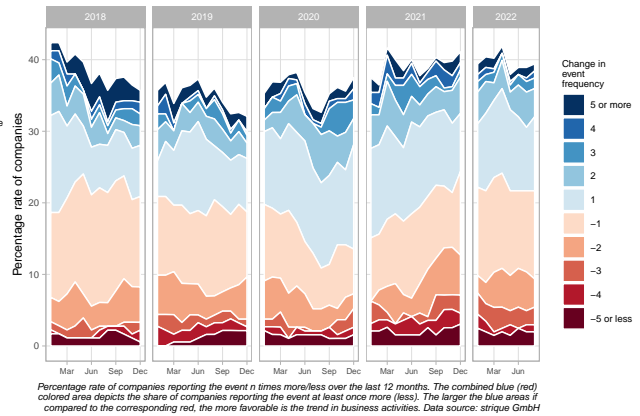 2018 2019 2020 2021 2022
Percentage rate of companies
40
30
20
10
0
Mar Jun Sep Dec Mar Jun Sep Dec Mar Jun Sep Dec Mar Jun Sep Dec Mar Jun
Change in
event
frequency
5 or more
4
3
2
1
−1
−2
−3
−4
−5 or less
Percentage rate of companies reporting the event n times more/less over the last 12 months. The combined blue (red)
colored area depicts the share of companies reporting the event at least once more (less). The larger the blue areas if
compared to the corresponding red, the more favorable is the trend in business activities. Data source: strique GmbH